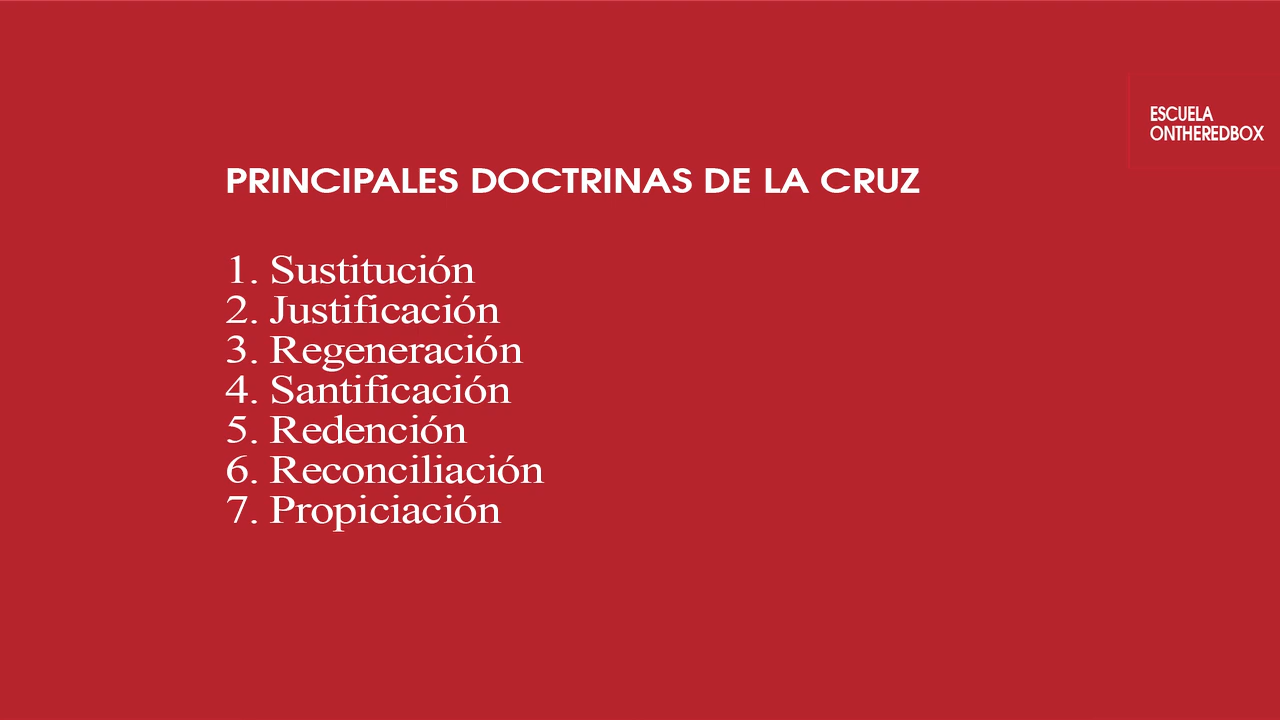 ESCUELA
ONTHEREDBOX
PRINCIPALES DOCTRINAS DE LA CRUZ
1. Sustitución
2. Justificación
3. Regeneración
4. Santificación
5. Redención
6. Reconciliación
7. Propiciación